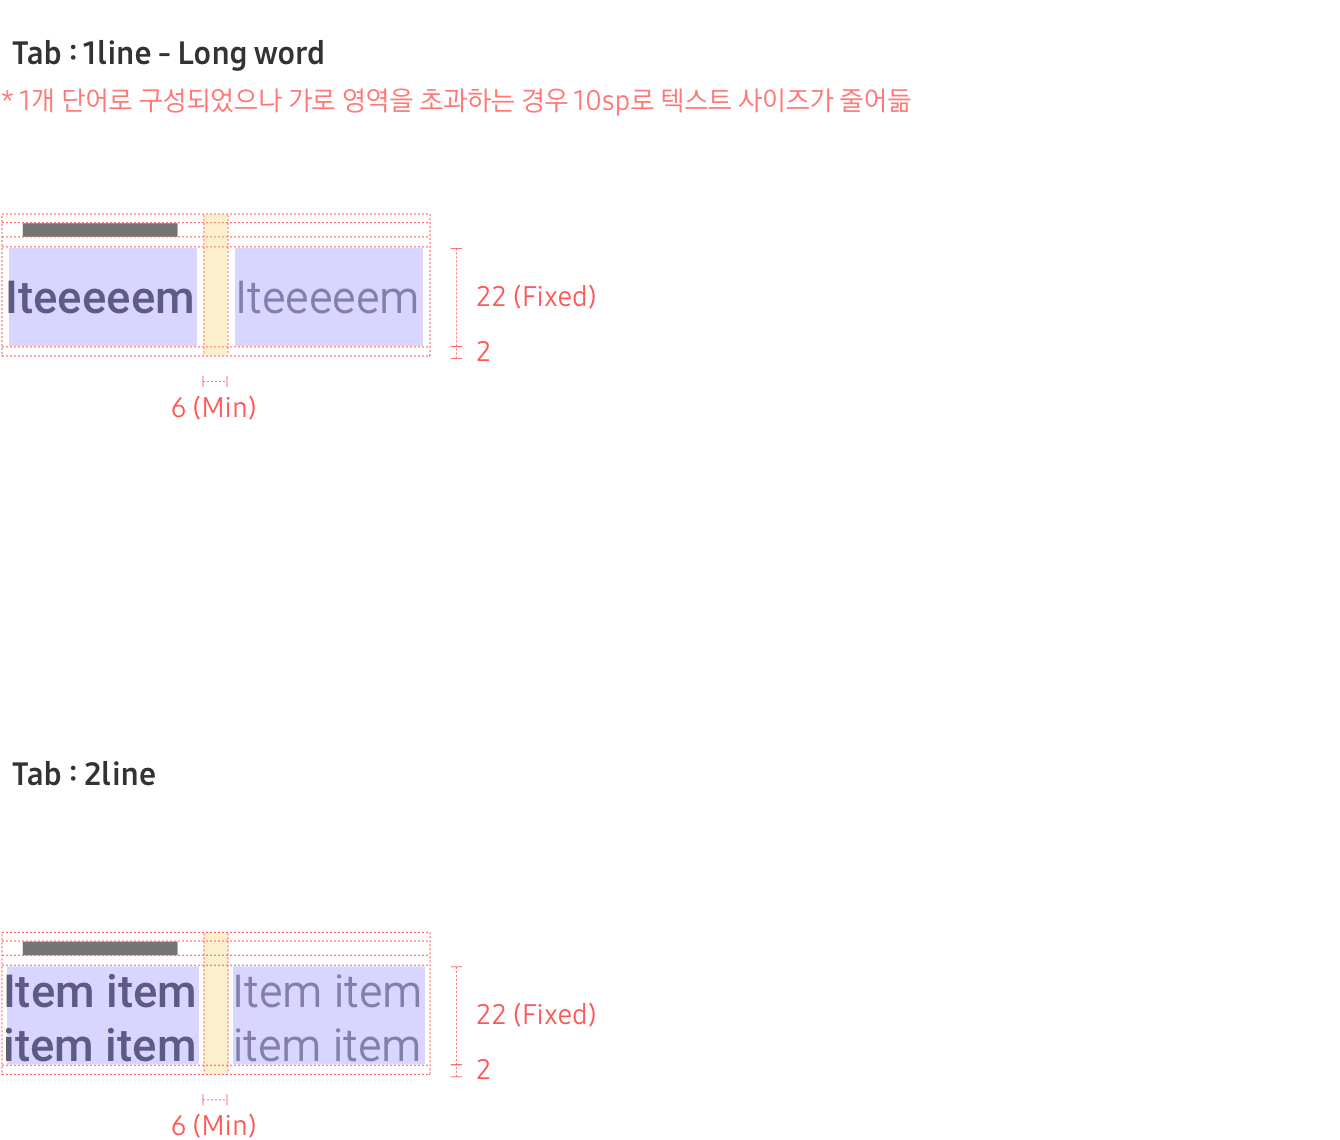 Tab : 1line - Long word
* 1개 단어로 구성되었으나 가로 영역을 초과하는 경우 10sp로 텍스트 사이즈가 줄어듦
Iteeeeem Iteeeeem
22 (Fixed)
2
6 (Min)
Tab : 2line
Item item Item item
item item item item
22 (Fixed)
2
6 (Min)